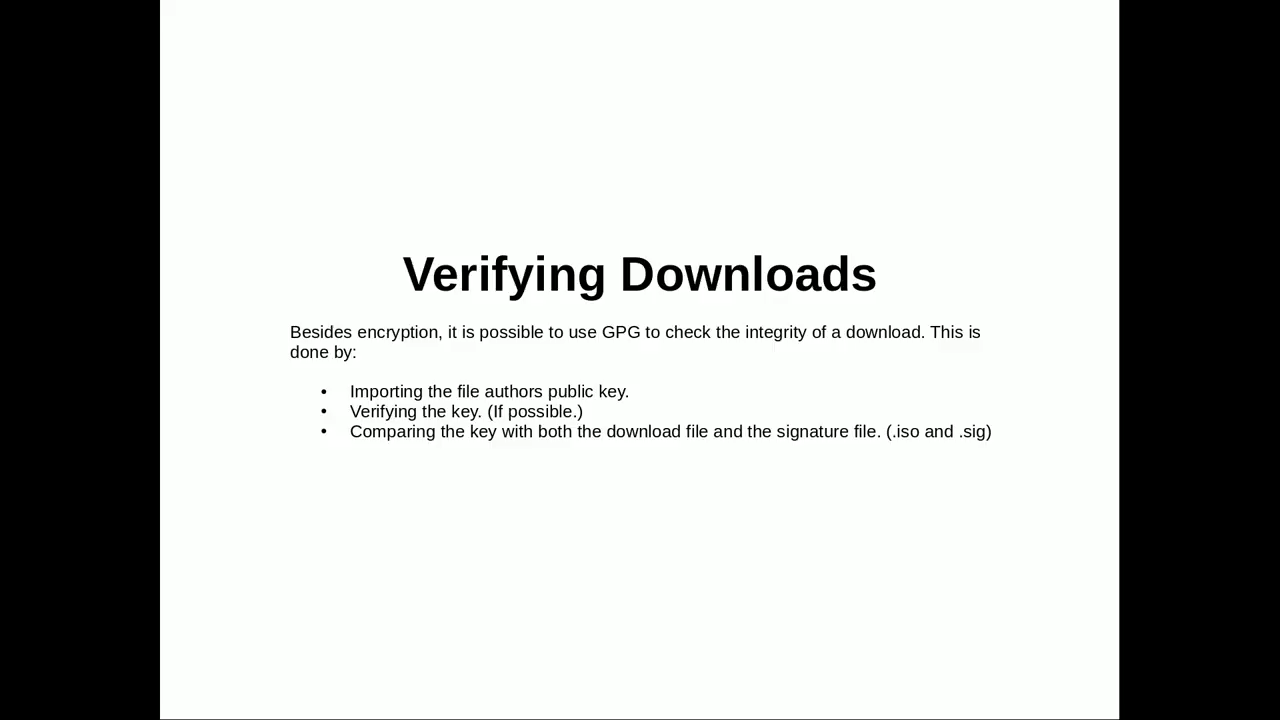 Verifying Downloads
Besides encryption, it is possible to use GPG to check the integrity of a download. This is
done by:
• Importing the file authors public key.
• Verifying the key. (If possible.)
• Comparing the key with both the download file and the signature file. (.iso and .sig)